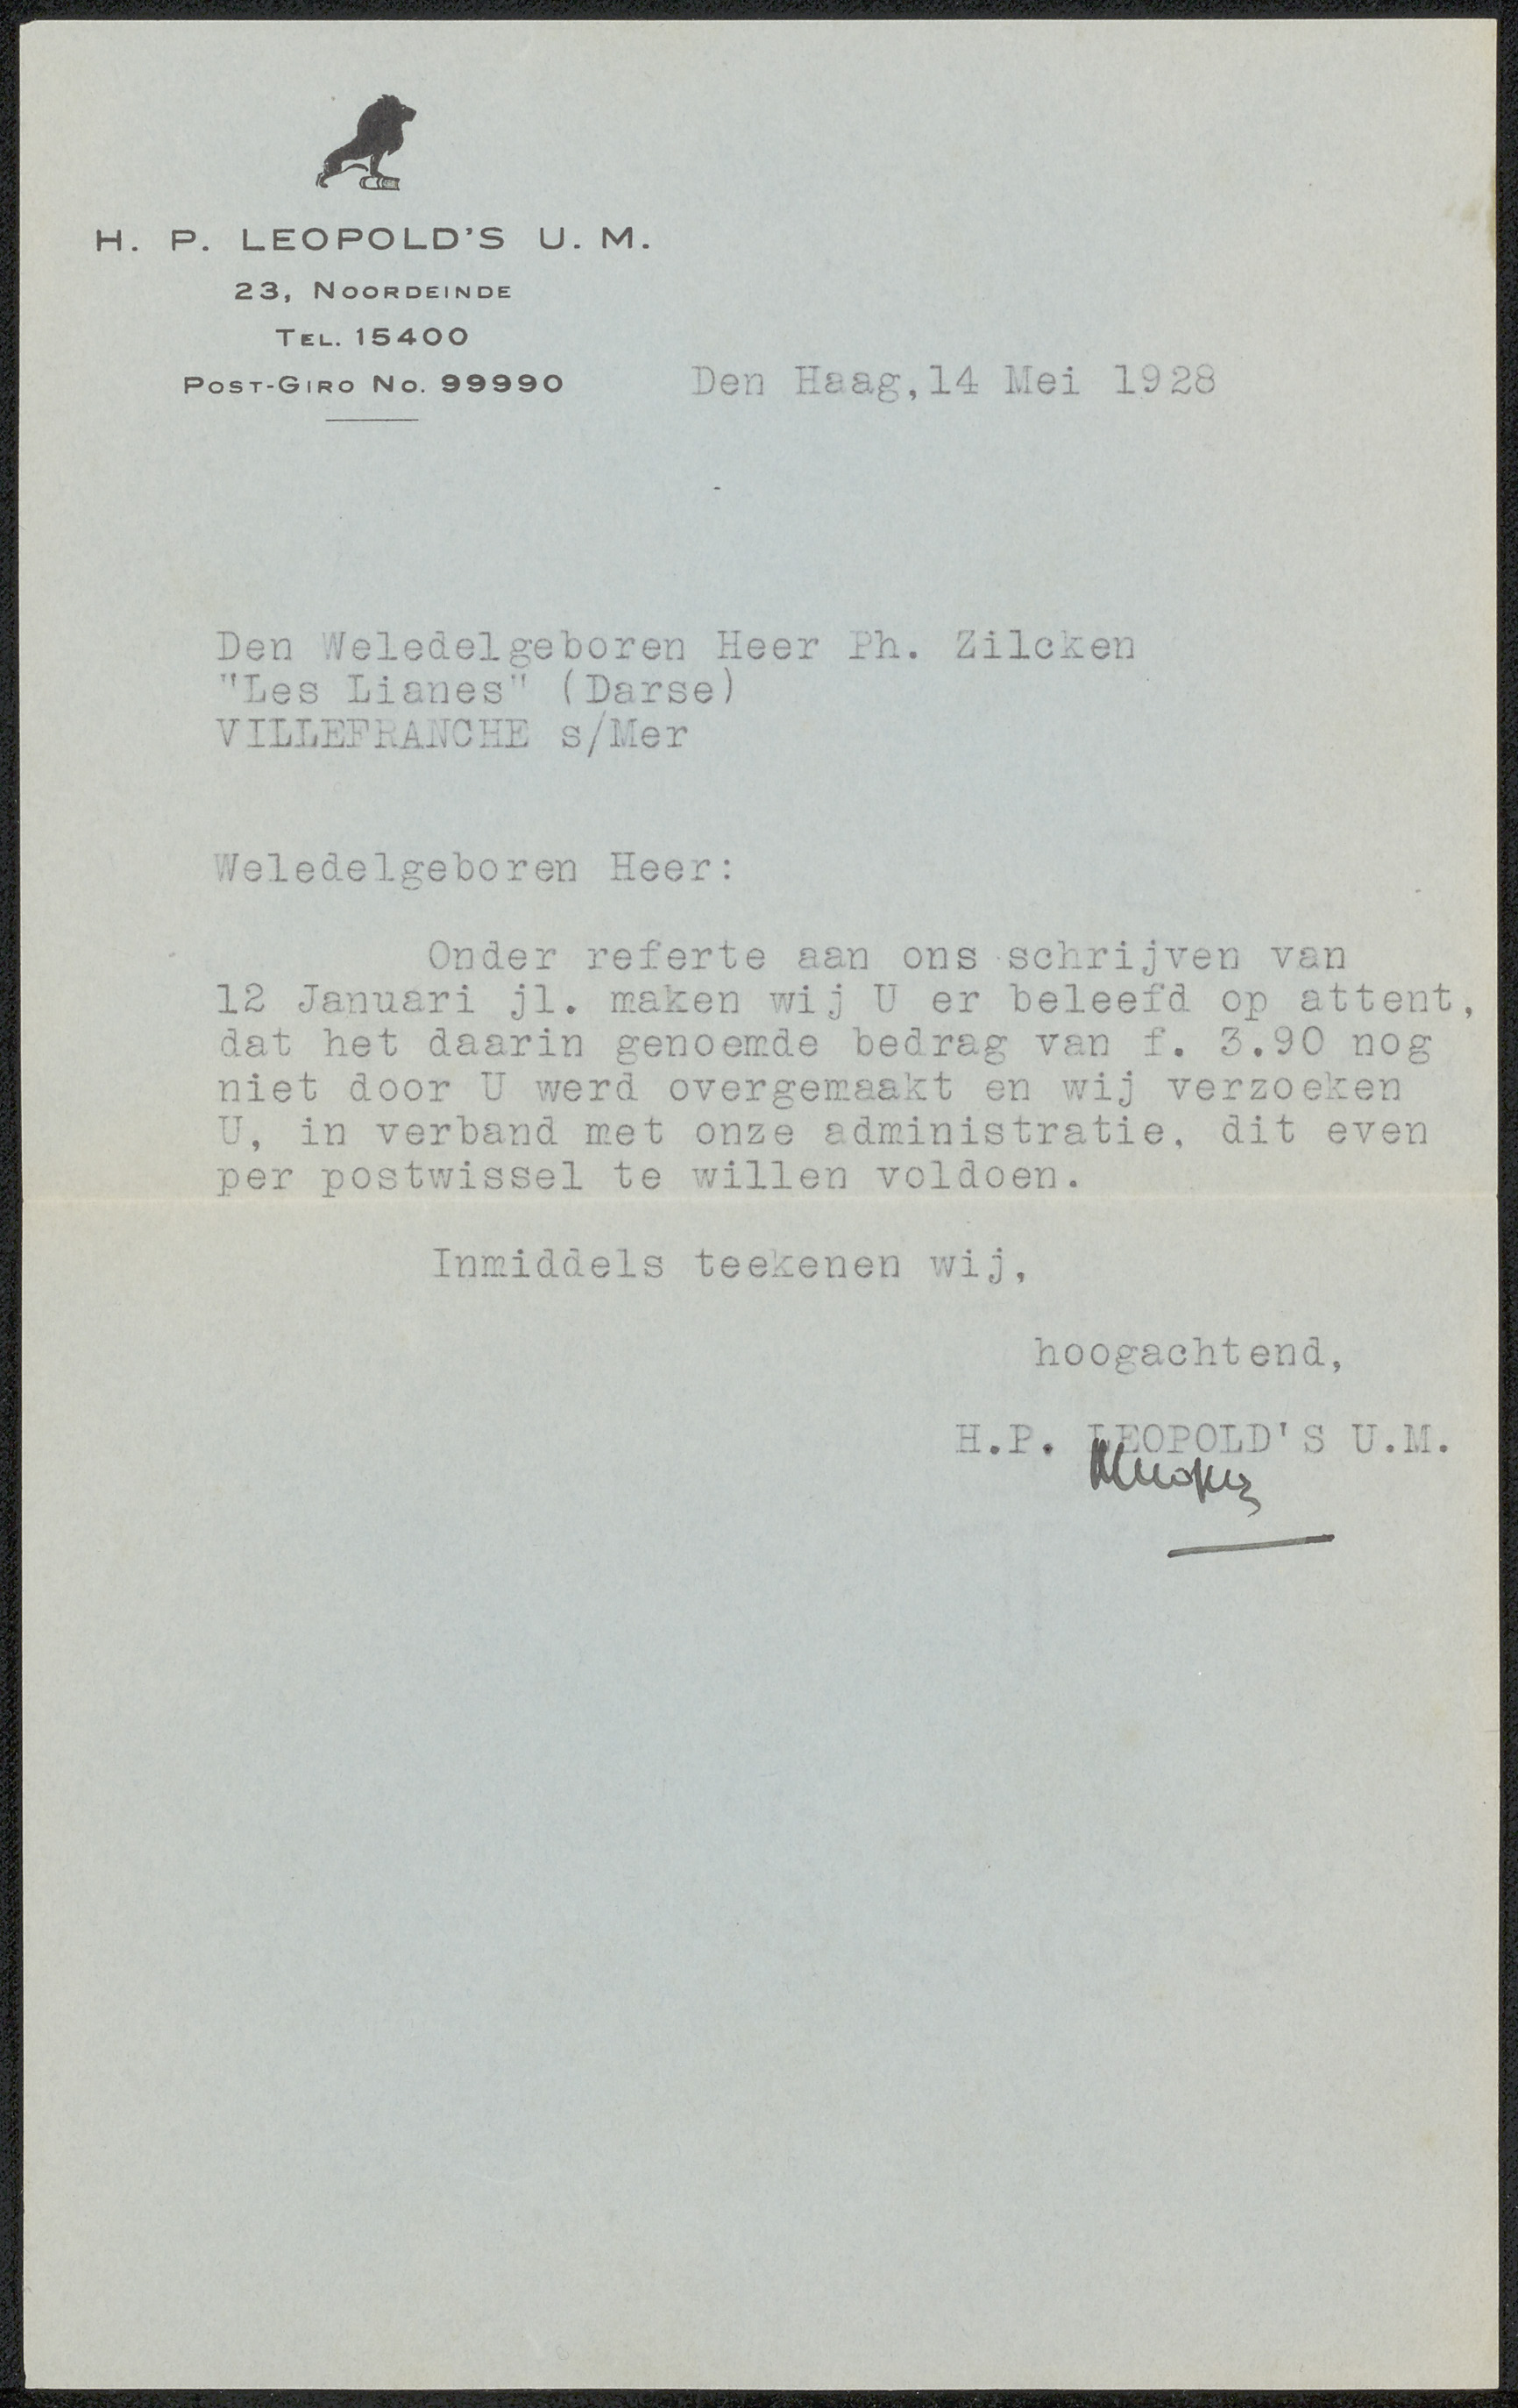 H. P. LEOPOLD'S U. M.
23, NOORDEINDE
TEL. 15400
POST-GIRO NO. 99990
Den Haag, 14 Mei 1928
Den Weledelgeboren Heer Ph. Zilcken
"Les Lianes" (Darse)
VILLEFRANCHE s/Mer
Weledelgeboren Heer:
Onder referte aan ons schrijven van
12 Januari jl. maken wij U er beleefd op attent,
dat het daarin genoemde bedrag van f. 3.90 nog
niet door U werd overgemaakt en wij verzoeken
U, in verband met onze administratie, dit even
per postwissel te willen voldoen.
Inmiddels teekenen wij,
hoogachtend,
H.P. LEOPOLD'S U.M.